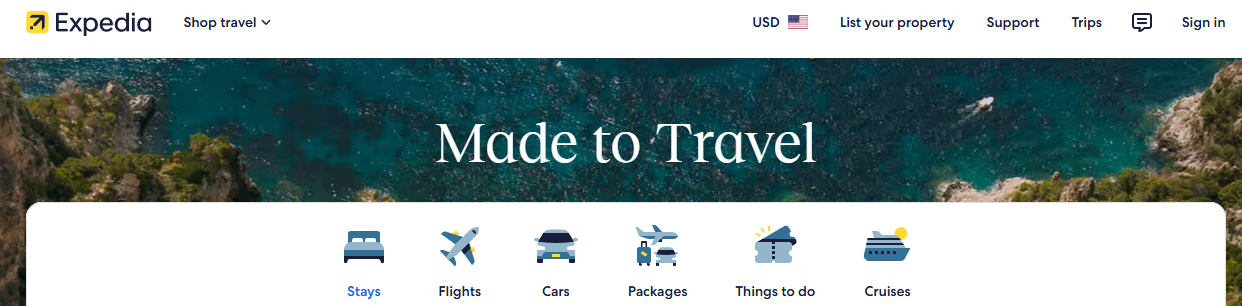 Expedia Shop travel USD List your property Support Trips Sign in
Made to Travel
Stays Flights Cars Packages Things to do Cruises